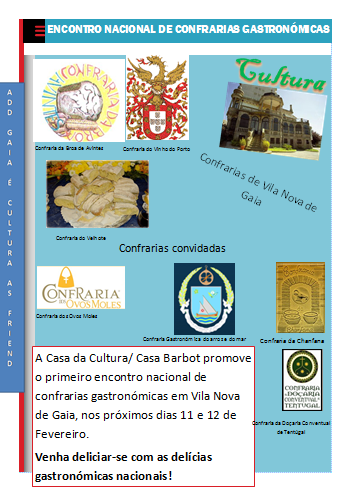 ENCONTRO NACIONAL DE CONFRARIAS GASTRONÓMICAS
ADD GAIA É CULTURA AS FRIEND
CONFRARIA DA BROA
AVINTES
Confraria da Broa de Avintes
Confraria do Vinho do Porto
Cultura
Confrarias de Vila Nova de
Gaia
Confraria do Velhote
Confrarias convidadas
CONFRARIA
DOS OVOS MOLES
Confraria dos Ovos Moles
Confraria Gastronómica do arroz do mar
Confraria da Chanfana
CONFRARIA
da DOÇARIA
CONVENTUAL de
TENTÚGAL
Confraria da Doçaria Conventual
da Tentúgal
A Casa da Cultura/ Casa Barbot promove
o primeiro encontro nacional de
confrarias gastronómicas em Vila Nova
de Gaia, nos próximos dias 11 e 12 de
Fevereiro.
Venha deliciar-se com as delícias
gastronómicas nacionais!